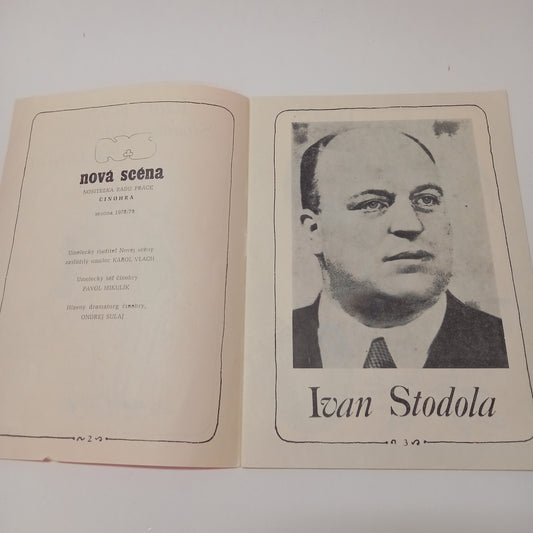 nová scéna
NOSITEĽKA RADU PRÁCE
ČINOHRA
sezóna 1978/79
Umelecký riaditeľ Novej scény
zaslúžilý umelec KAROL VLACH
Umelecký šéf činohry
PAVOL MIKULÍK
Hlavný dramaturg činohry,
ONDREJ ŠULAJ
2
Ivan Stodola
3